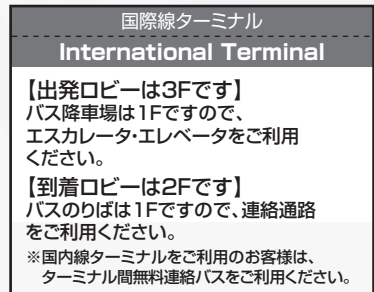 国際線ターミナル
International Terminal
【出発ロビーは3Fです】
バス降車場は1Fですので、
エスカレータ・エレベータをご利用
ください。
【到着ロビーは2Fです】
バスのりばは1Fですので、連絡通路
をご利用ください。
※国内線ターミナルをご利用のお客様は、
ターミナル間無料連絡バスをご利用ください。